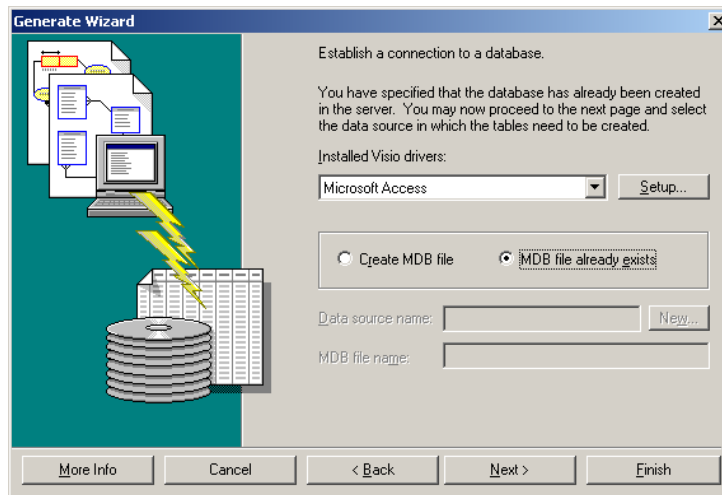 Generate Wizard
Establish a connection to a database.
You have specified that the database has already been created
in the server. You may now proceed to the next page and select
the data source in which the tables need to be created.
Installed Visio drivers:
Microsoft Access
Setup...
Create MDB file
MDB file already exists
Data source name:
New...
MDB file name:
More Info
Cancel
< Back
Next >
Finish